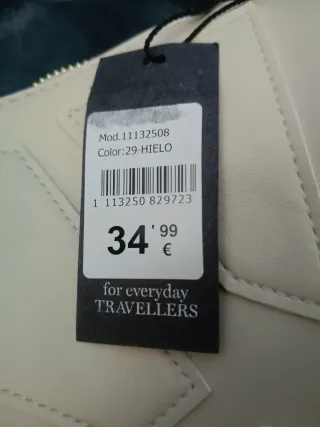 Mod.11132508
Color:29-HIELO
1 113250 829723
34'99
€
for everyday
TRAVELLERS